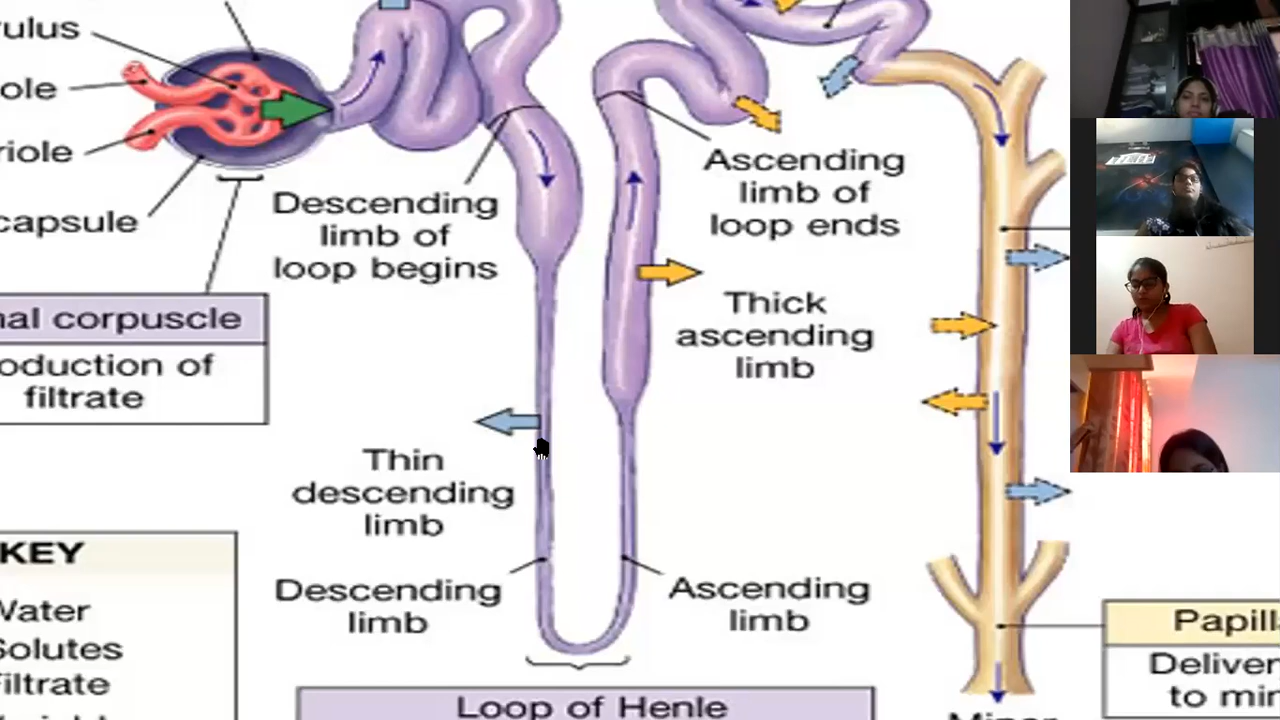 rulus
ole
riole
capsule
nal corpuscle
oduction of
filtrate
Descending
limb of
loop begins
Ascending
limb of
loop ends
Thick
ascending
limb
Thin
descending
limb
Descending
limb
Ascending
limb
KEY
Water
Solutes
Filtrate
Loop of Henle
Papill
Deliver
to min